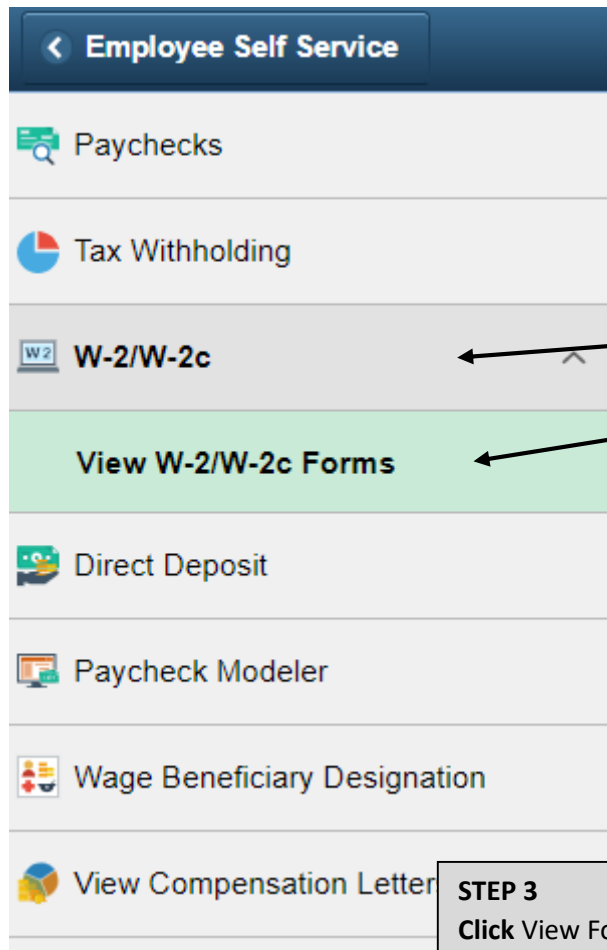 Employee Self Service
Paychecks
Tax Withholding
W2 W-2/W-2c
View W-2/W-2c Forms
Direct Deposit
Paycheck Modeler
Wage Beneficiary Designation
View Compensation Letter
STEP 3
Click View Fo